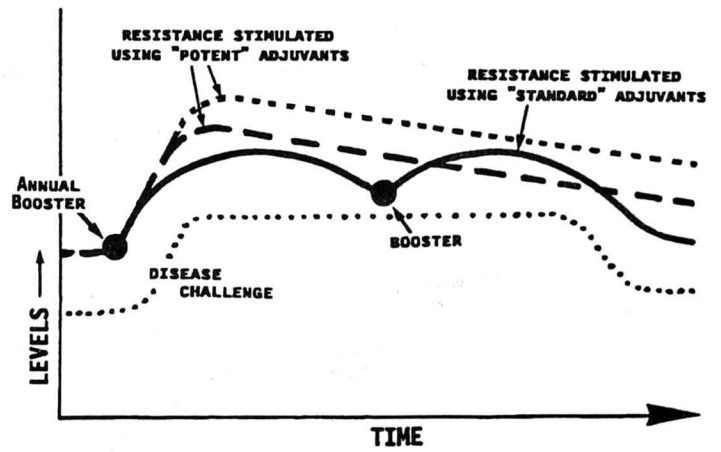 RESISTANCE STIMULATED
USING "POTENT" ADJUVANTS
RESISTANCE STIMULATED
USING "STANDARD" ADJUVANTS
ANNUAL
BOOSTER
BOOSTER
DISEASE
CHALLENGE
LEVELS
TIME